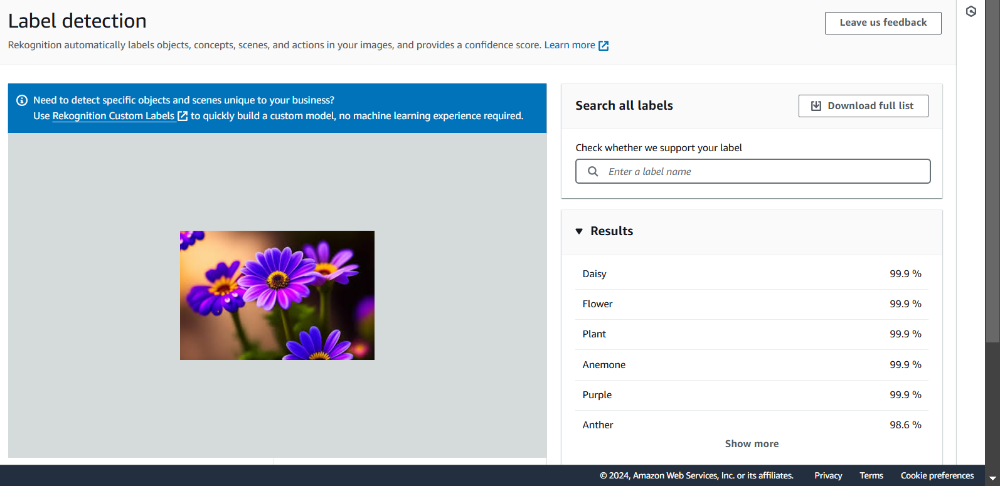 Label detection
Leave us feedback
Rekognition automatically labels objects, concepts, scenes, and actions in your images, and provides a confidence score. Learn more
Need to detect specific objects and scenes unique to your business?
Use Rekognition Custom Labels to quickly build a custom model, no machine learning experience required.
Search all labels
Download full list
Check whether we support your label
Enter a label name
Results
Daisy 99.9 %
Flower 99.9 %
Plant 99.9 %
Anemone 99.9 %
Purple 99.9 %
Anther 98.6 %
Show more
© 2024, Amazon Web Services, Inc. or its affiliates. Privacy Terms Cookie preferences